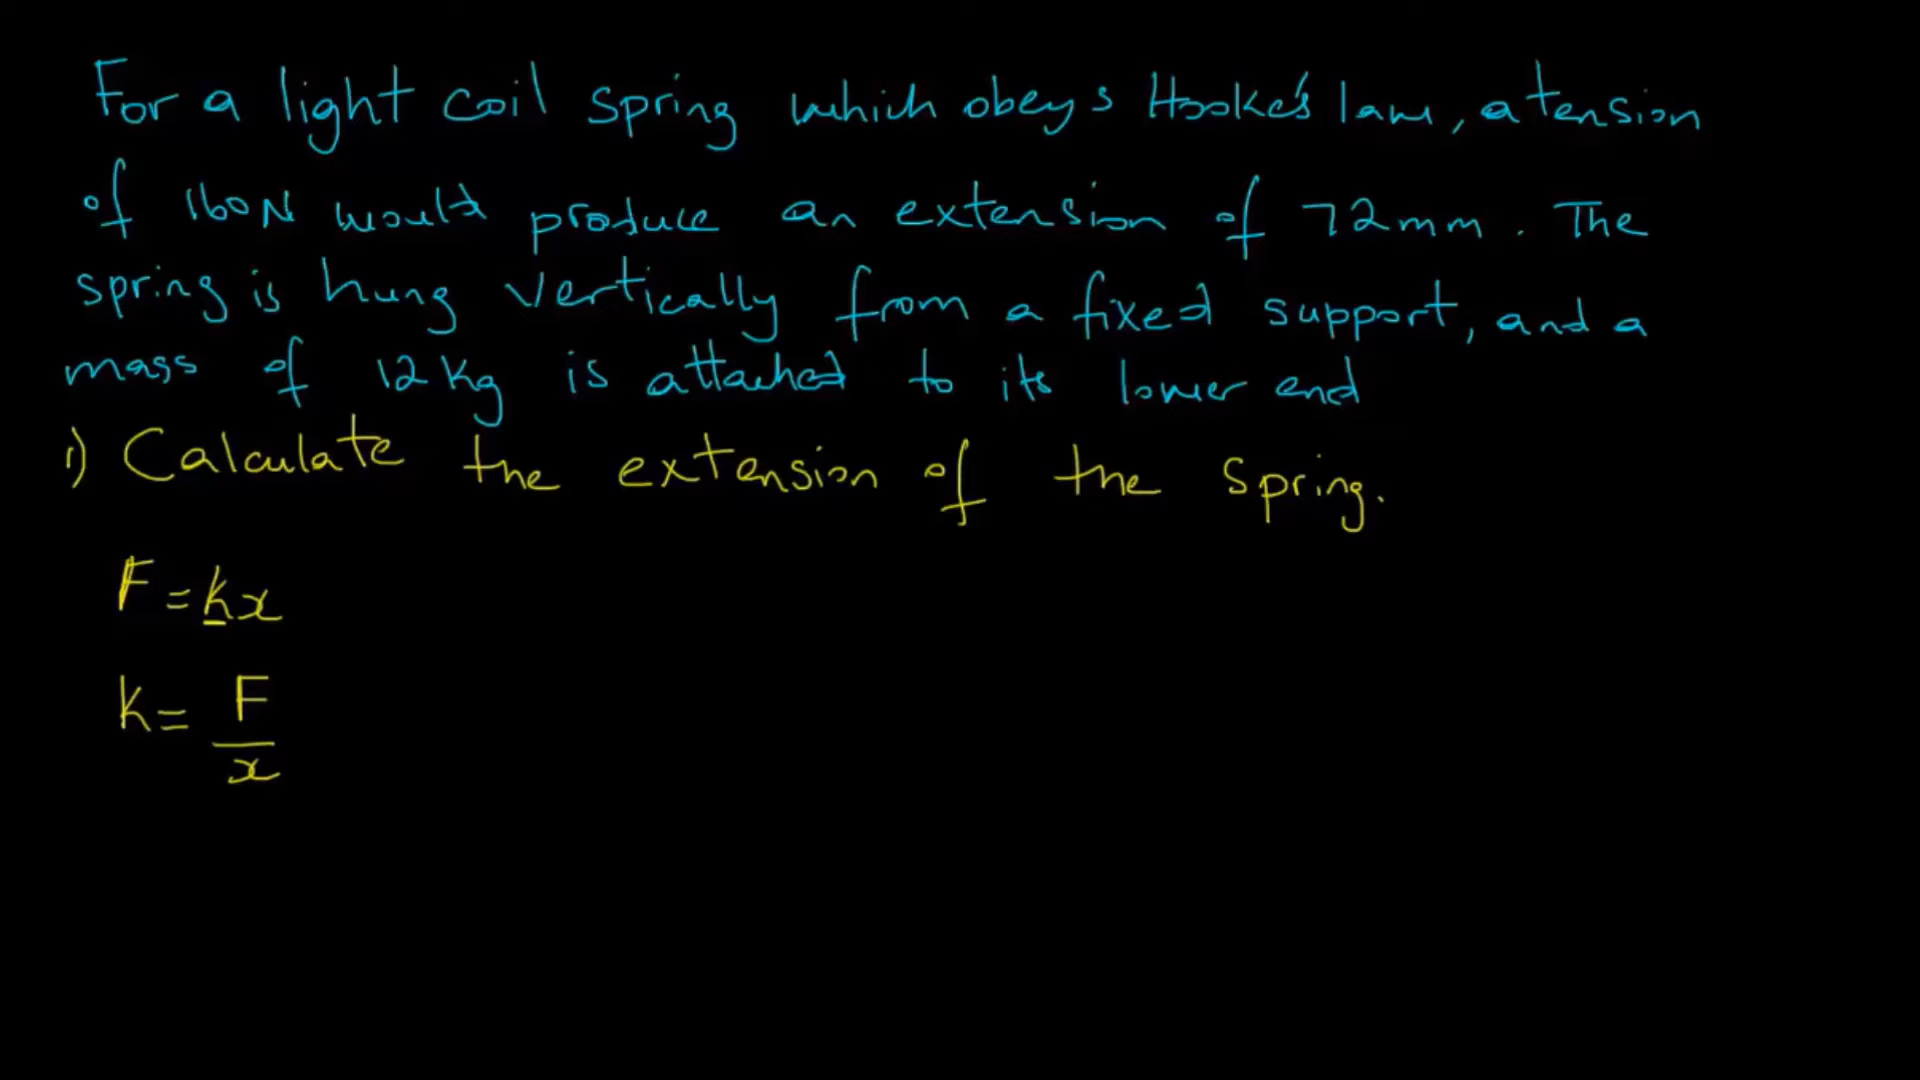 For a light coil spring which obeys Hooke's law, a tension
of 160N would produce an extension of 72mm. The
spring is hung vertically from a fixed support, and a
mass of 12kg is attached to its lower end
1) Calculate the extension of the spring.
F = kx
k = F
x